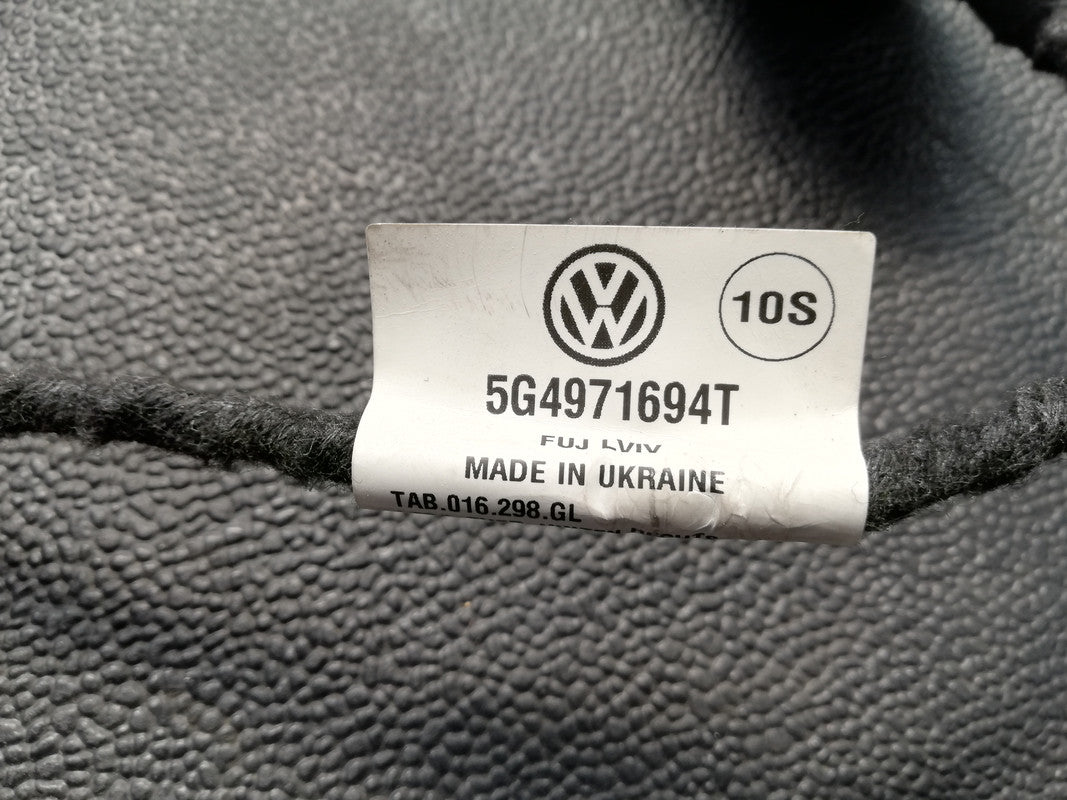 10S
5G4971694T
FUJ LVIV
MADE IN UKRAINE
TAB.016.298.GL